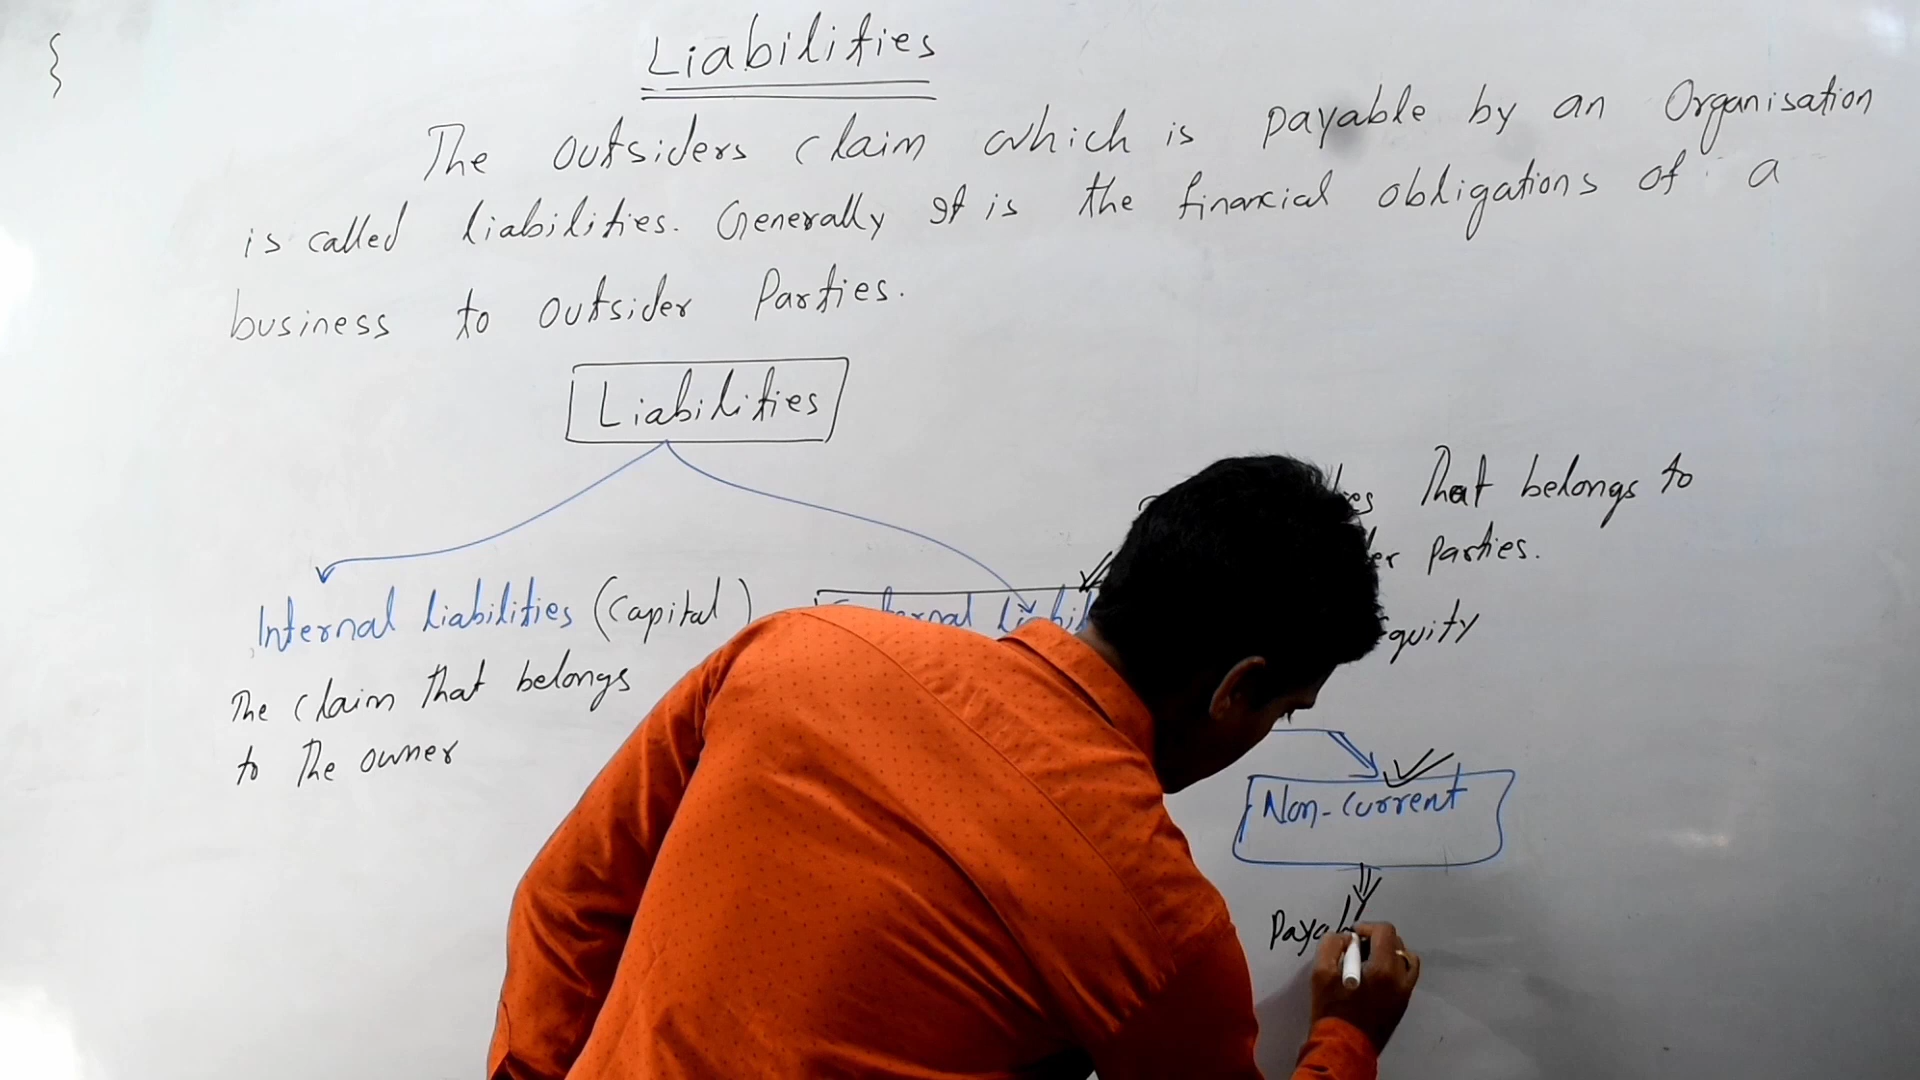 Liabilities
The outsiders claim which is payable by an Organisation
is called liabilities. Generally It is the financial obligations of a
business to outsider Parties.
Liabilities
That belongs to
Parties.
Internal liabilities (Capital)
Equity
The claim that belongs
to The owner
Non-current